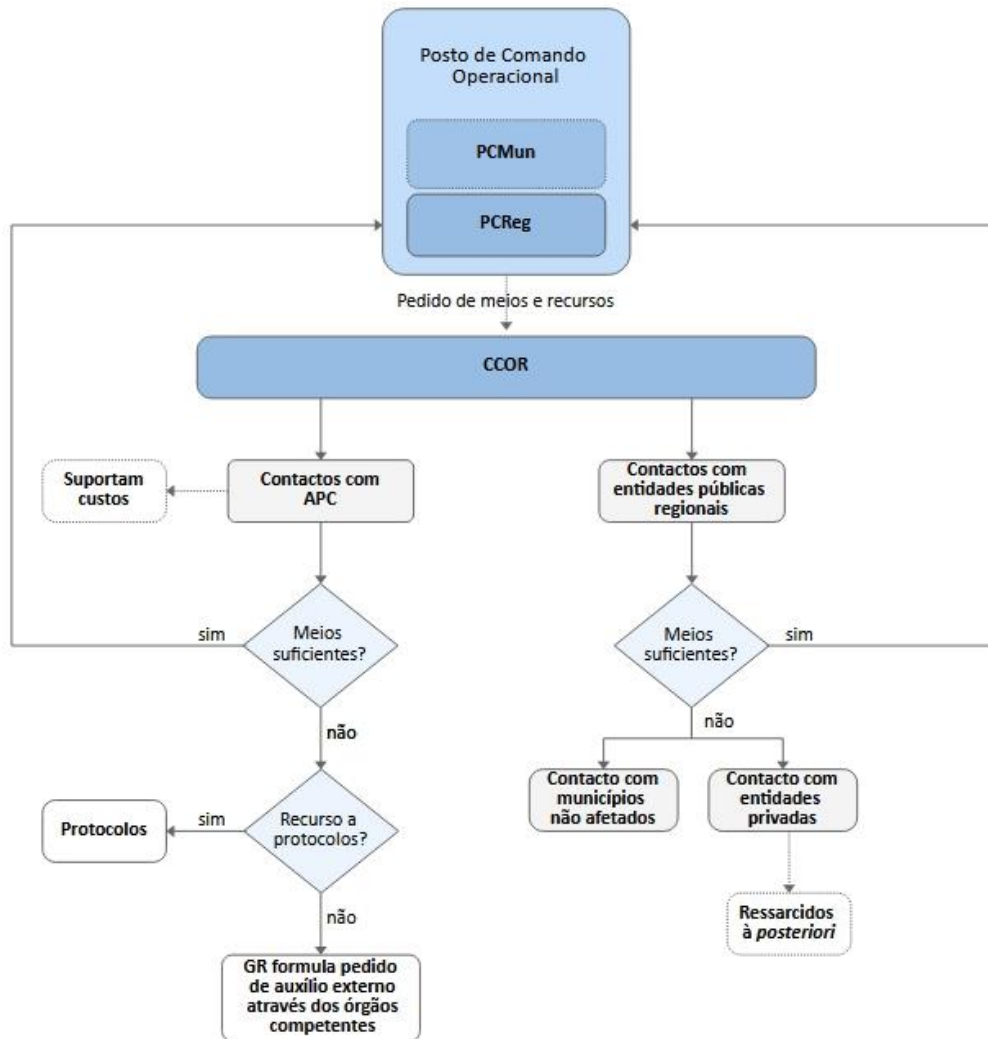 Posto de Comando
Operacional
PCMun
PCReg
Pedido de meios e recursos
CCOR
Suportam
custos
Contactos com
APC
Contactos com
entidades públicas
regionais
sim
Meios
suficientes?
Meios
suficientes?
sim
não
não
Protocolos
sim
Recurso a
protocolos?
Contacto com
municípios
não afetados
Contacto com
entidades
privadas
não
Ressarcidos
à posteriori
GR formula pedido
de auxílio externo
através dos órgãos
competentes